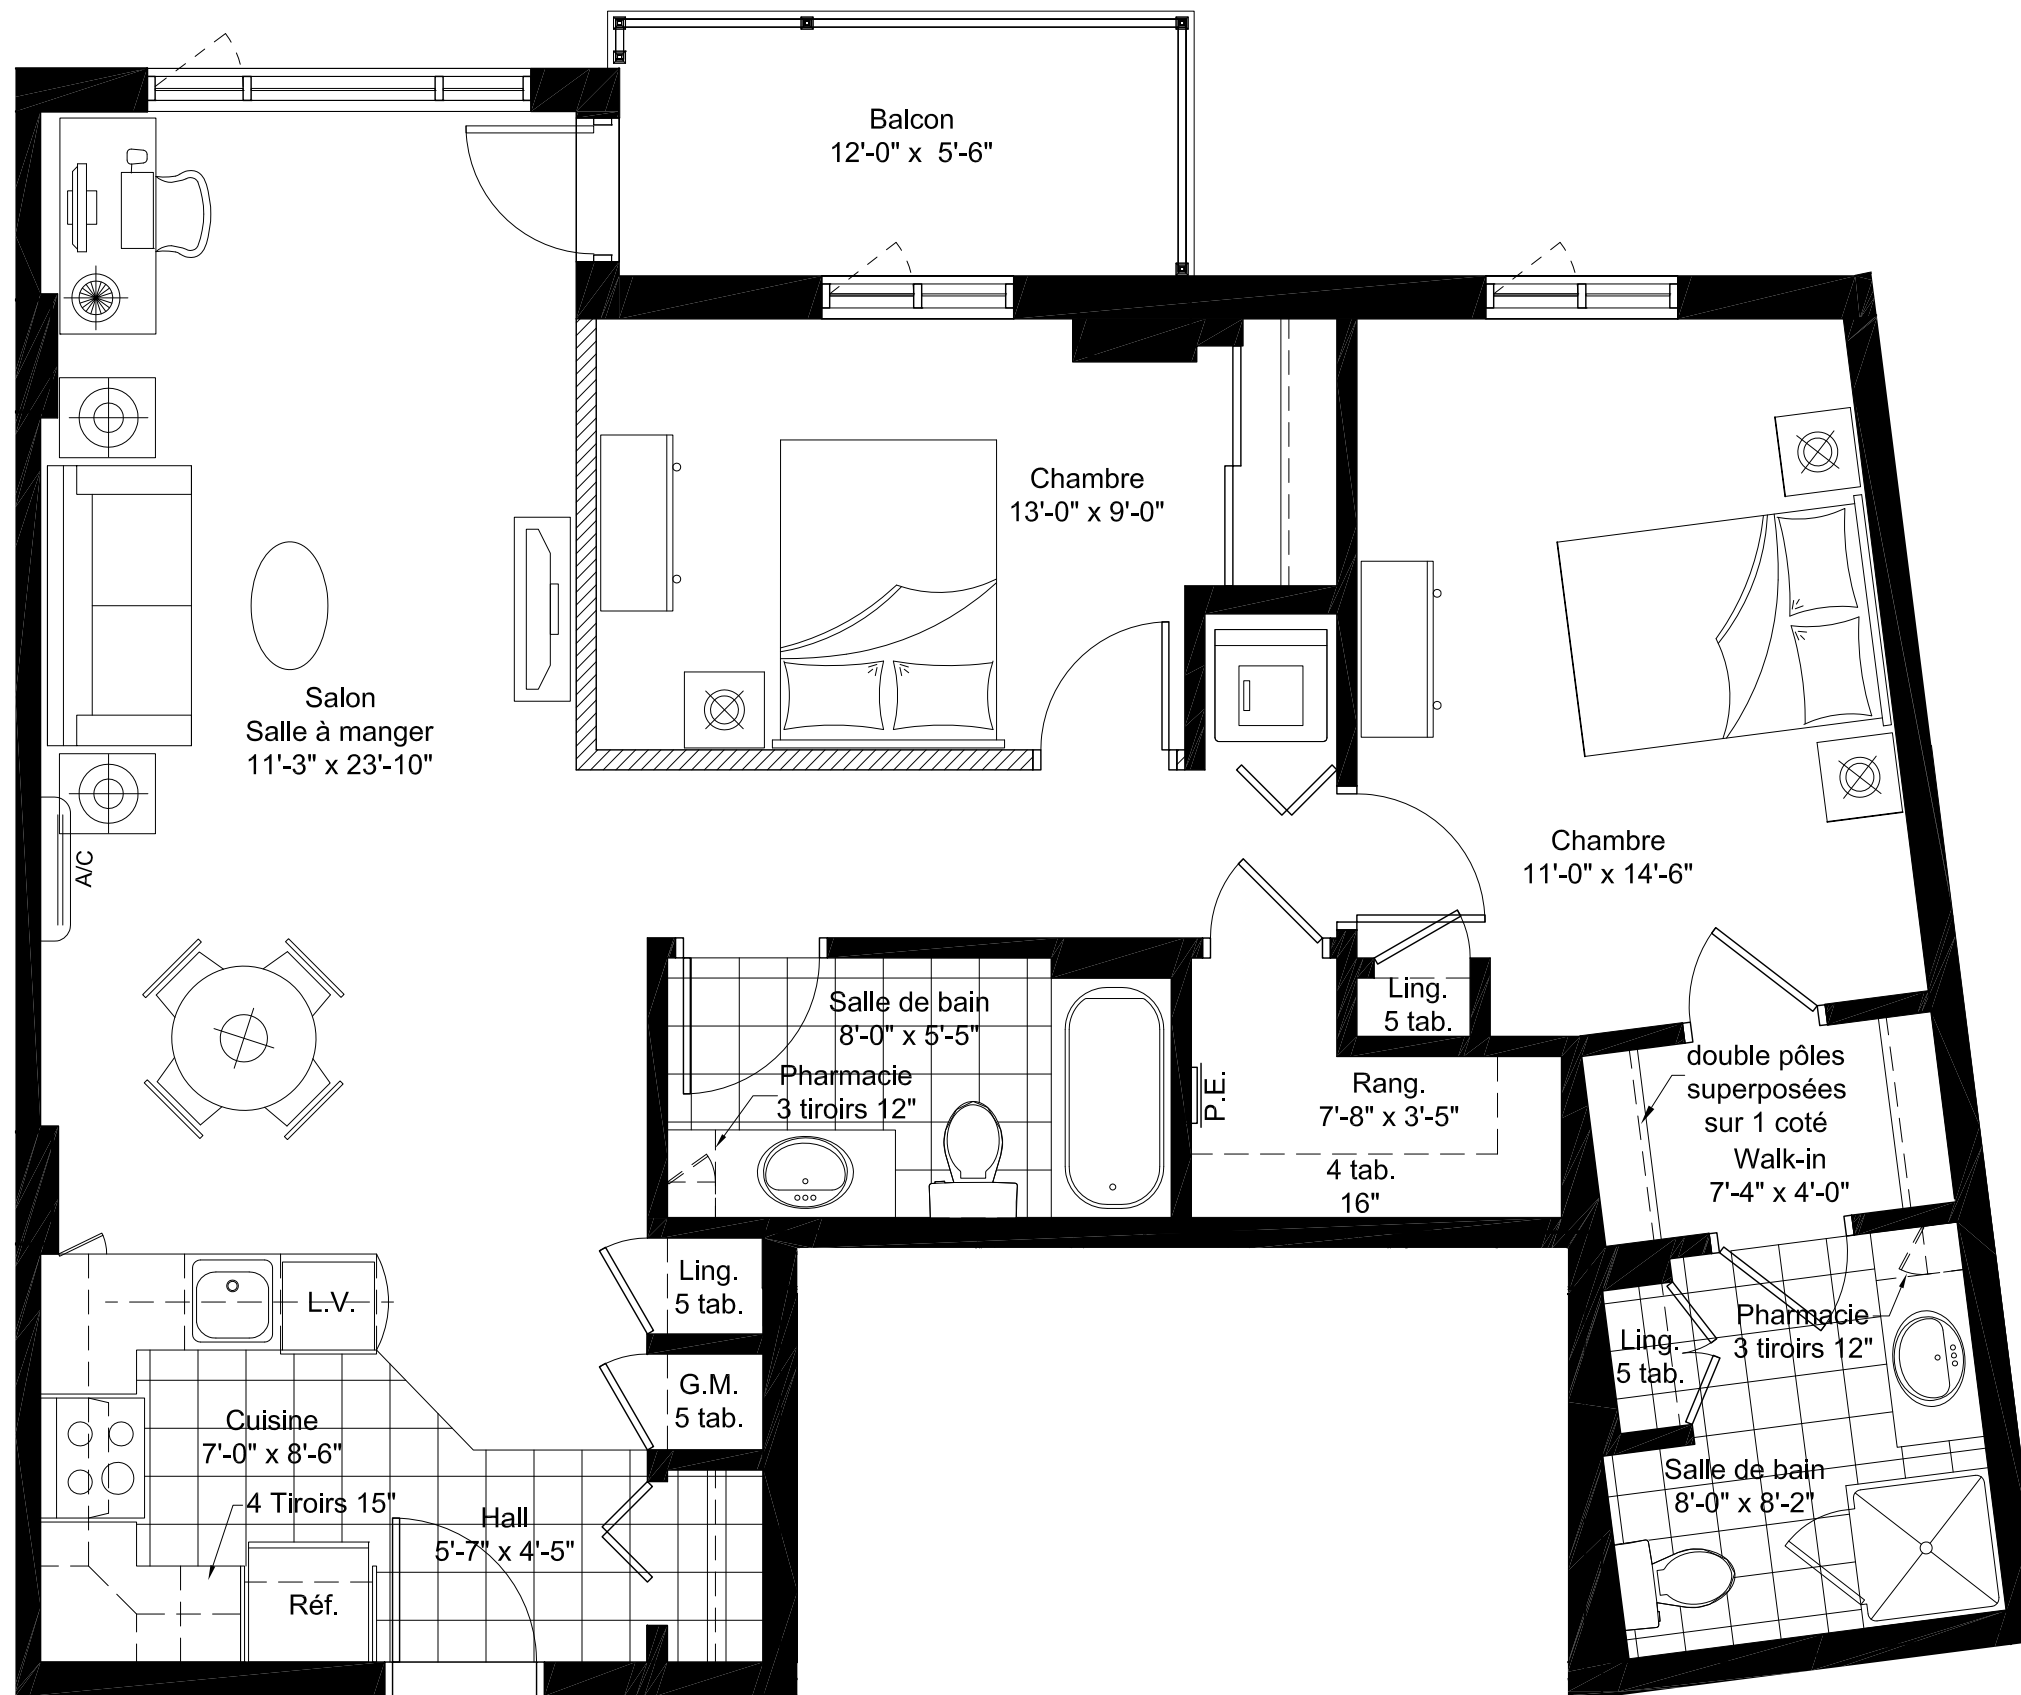 Balcon
12'-0" x 5'-6"
Chambre
13'-0" x 9'-0"
Salon
Salle à manger
11'-3" x 23'-10"
A/C
Chambre
11'-0" x 14'-6"
Salle de bain
8'-0" x 5'-5"
Pharmacie
3 tiroirs 12"
Ling.
5 tab.
P.E.
Rang.
7'-8" x 3'-5"
4 tab.
16"
double pôles
superposées
sur 1 coté
Walk-in
7'-4" x 4'-0"
Ling.
5 tab.
L.V.
G.M.
5 tab.
Pharmacie
3 tiroirs 12"
Ling.
5 tab.
Cuisine
7'-0" x 8'-6"
4 Tiroirs 15"
Hall
5'-7" x 4'-5"
Réf.
Salle de bain
8'-0" x 8'-2"